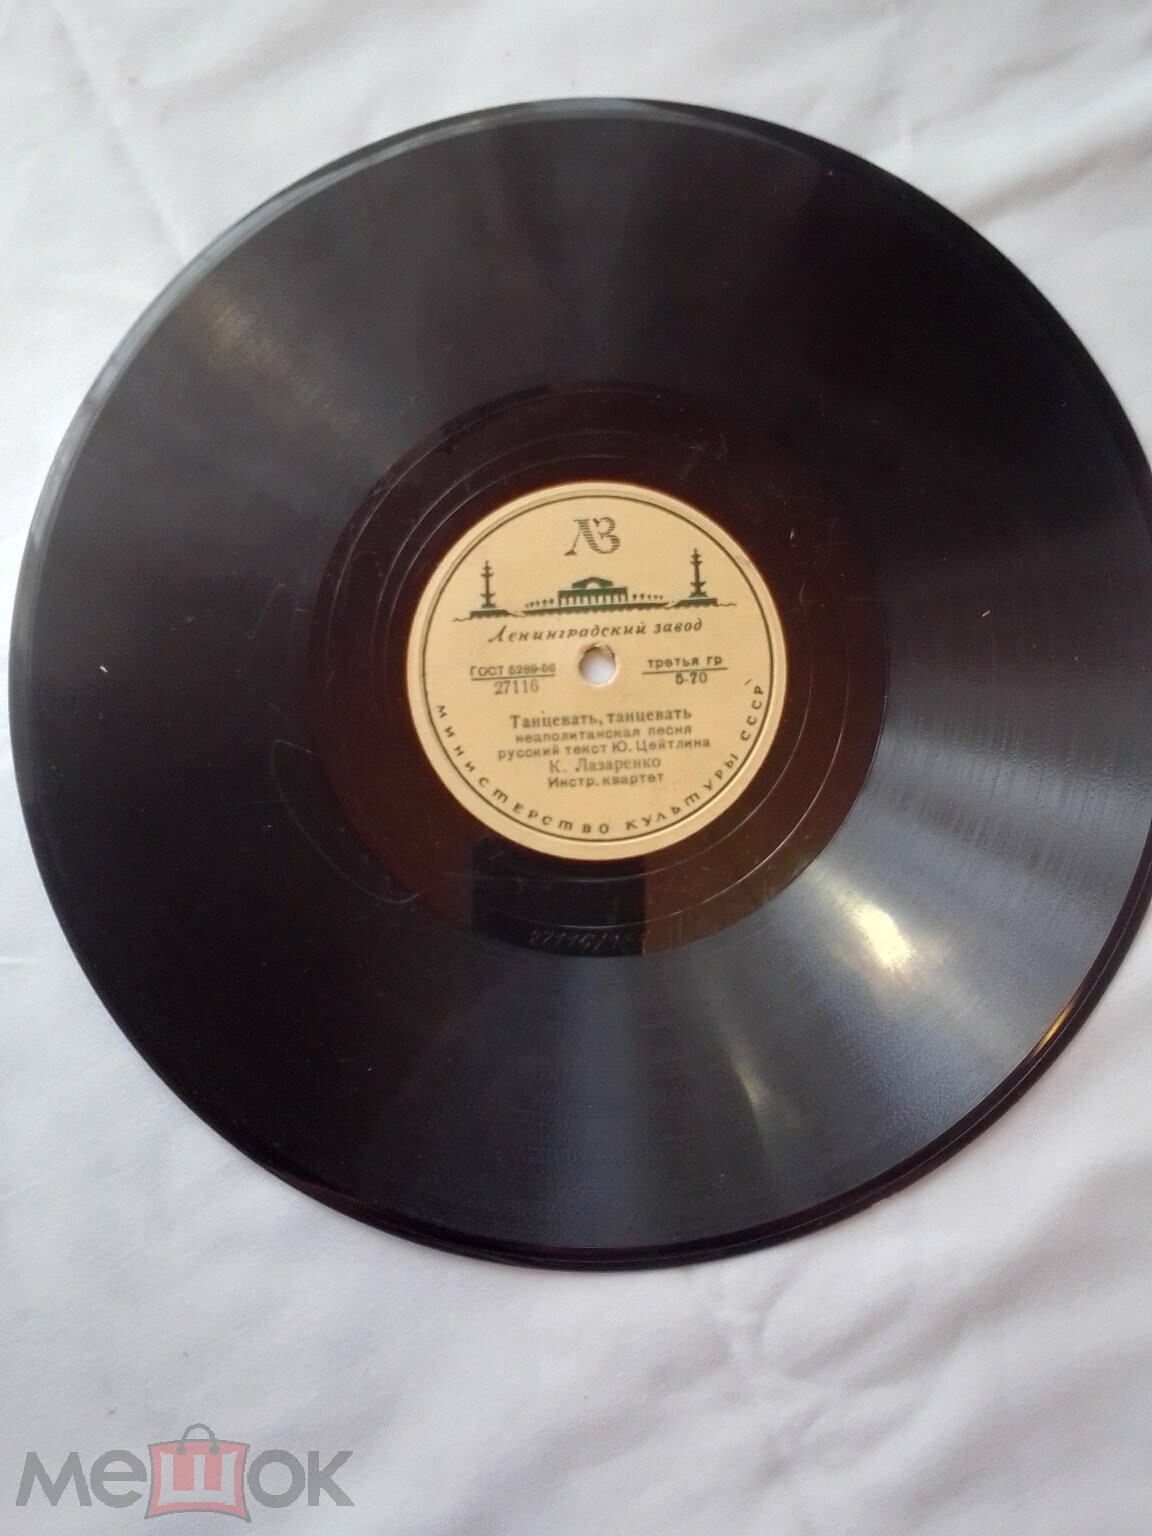 ЛЗ
Ленинградский завод
ГОСТ 5289-56
27116
третья гр
5-70
Танцевать, танцевать
неаполитанская песня
русский текст Ю. Цейтлина
К. Лазаренко
Инстр. квартет
МИНИСТЕРСТВО КУЛЬТУРЫ СССР
мешок